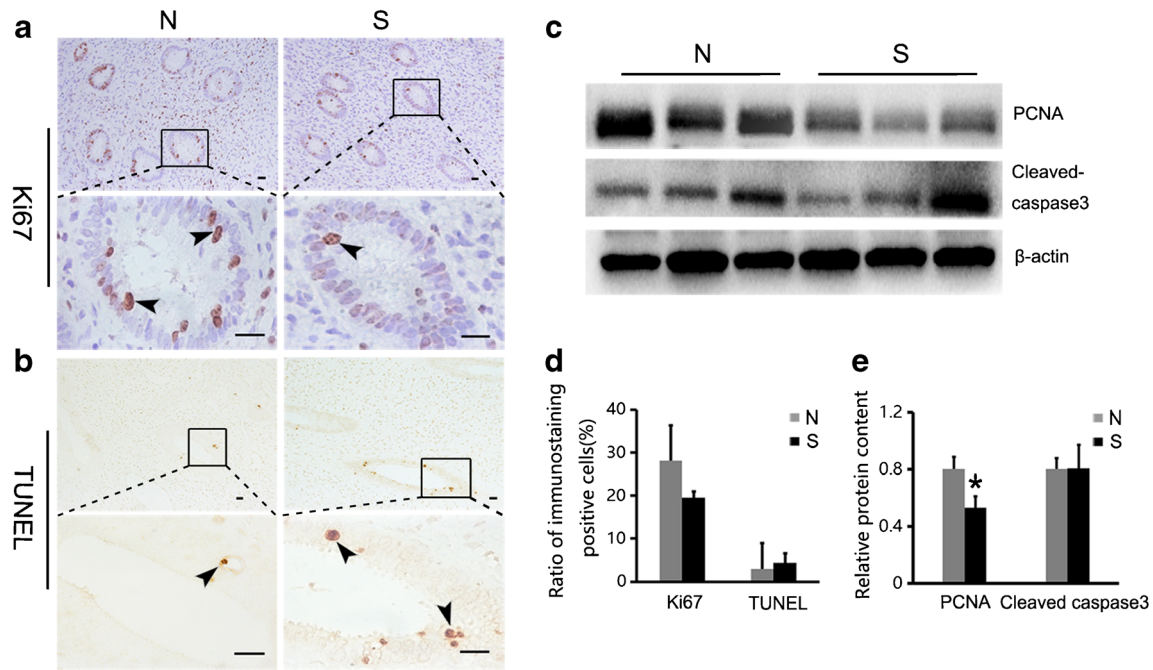 a
N
S
Ki67
b
TUNEL
c
N
S
PCNA
Cleaved-
caspase3
β-actin
d
Ratio of immunostaining
positive cells(%)
40
30
20
10
0
N
S
Ki67
TUNEL
e
Relative protein content
1.2
0.8
0.4
0
N
S
*
PCNA
Cleaved caspase3